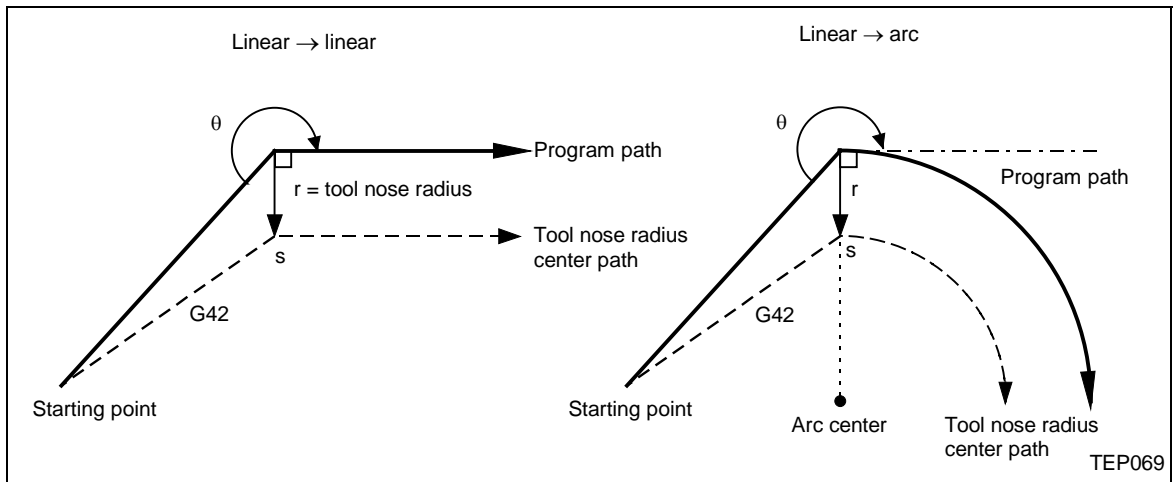 Linear → linear
θ
Program path
r = tool nose radius
s
Tool nose radius
center path
G42
Starting point
Linear → arc
θ
Program path
r
s
G42
Starting point
Arc center
Tool nose radius
center path
TEP069